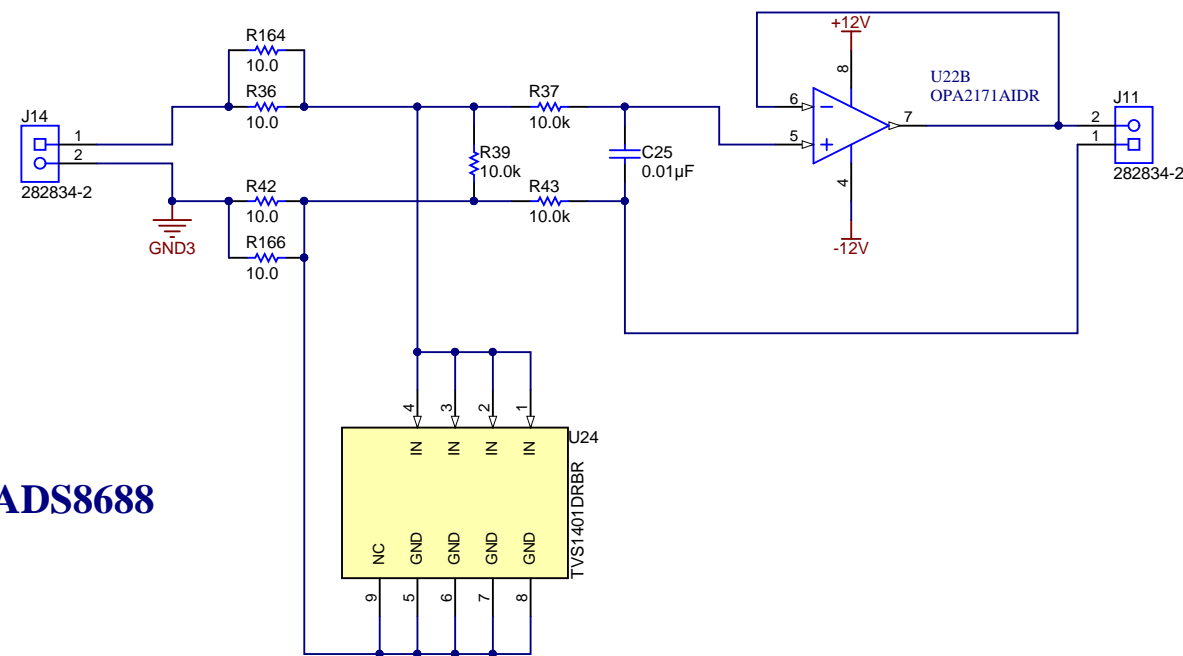 R164
10.0
R36
10.0
R37
10.0k
J14
1
2
282834-2
R39
10.0k
C25
0.01µF
R42
10.0
R43
10.0k
GND3
R166
10.0
+12V
8
U22B
OPA2171AIDR
6
5
7
4
-12V
J11
2
1
282834-2
4
3
2
1
IN
IN
IN
IN
U24
TVS1401DRBR
NC
GND
GND
GND
GND
9
5
6
7
8
ADS8688